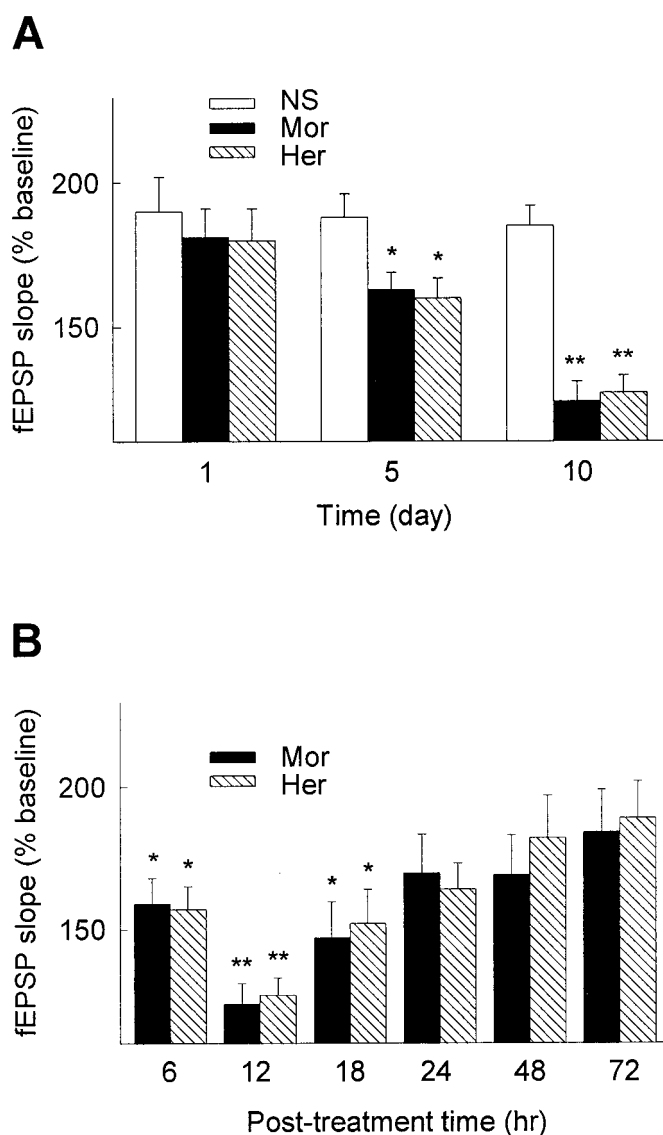 A
fEPSP slope (% baseline)
200
150
NS
Mor
Her
* *
** **
1 5 10
Time (day)
B
fEPSP slope (% baseline)
200
150
Mor
Her
* *
** **
* *
6 12 18 24 48 72
Post-treatment time (hr)